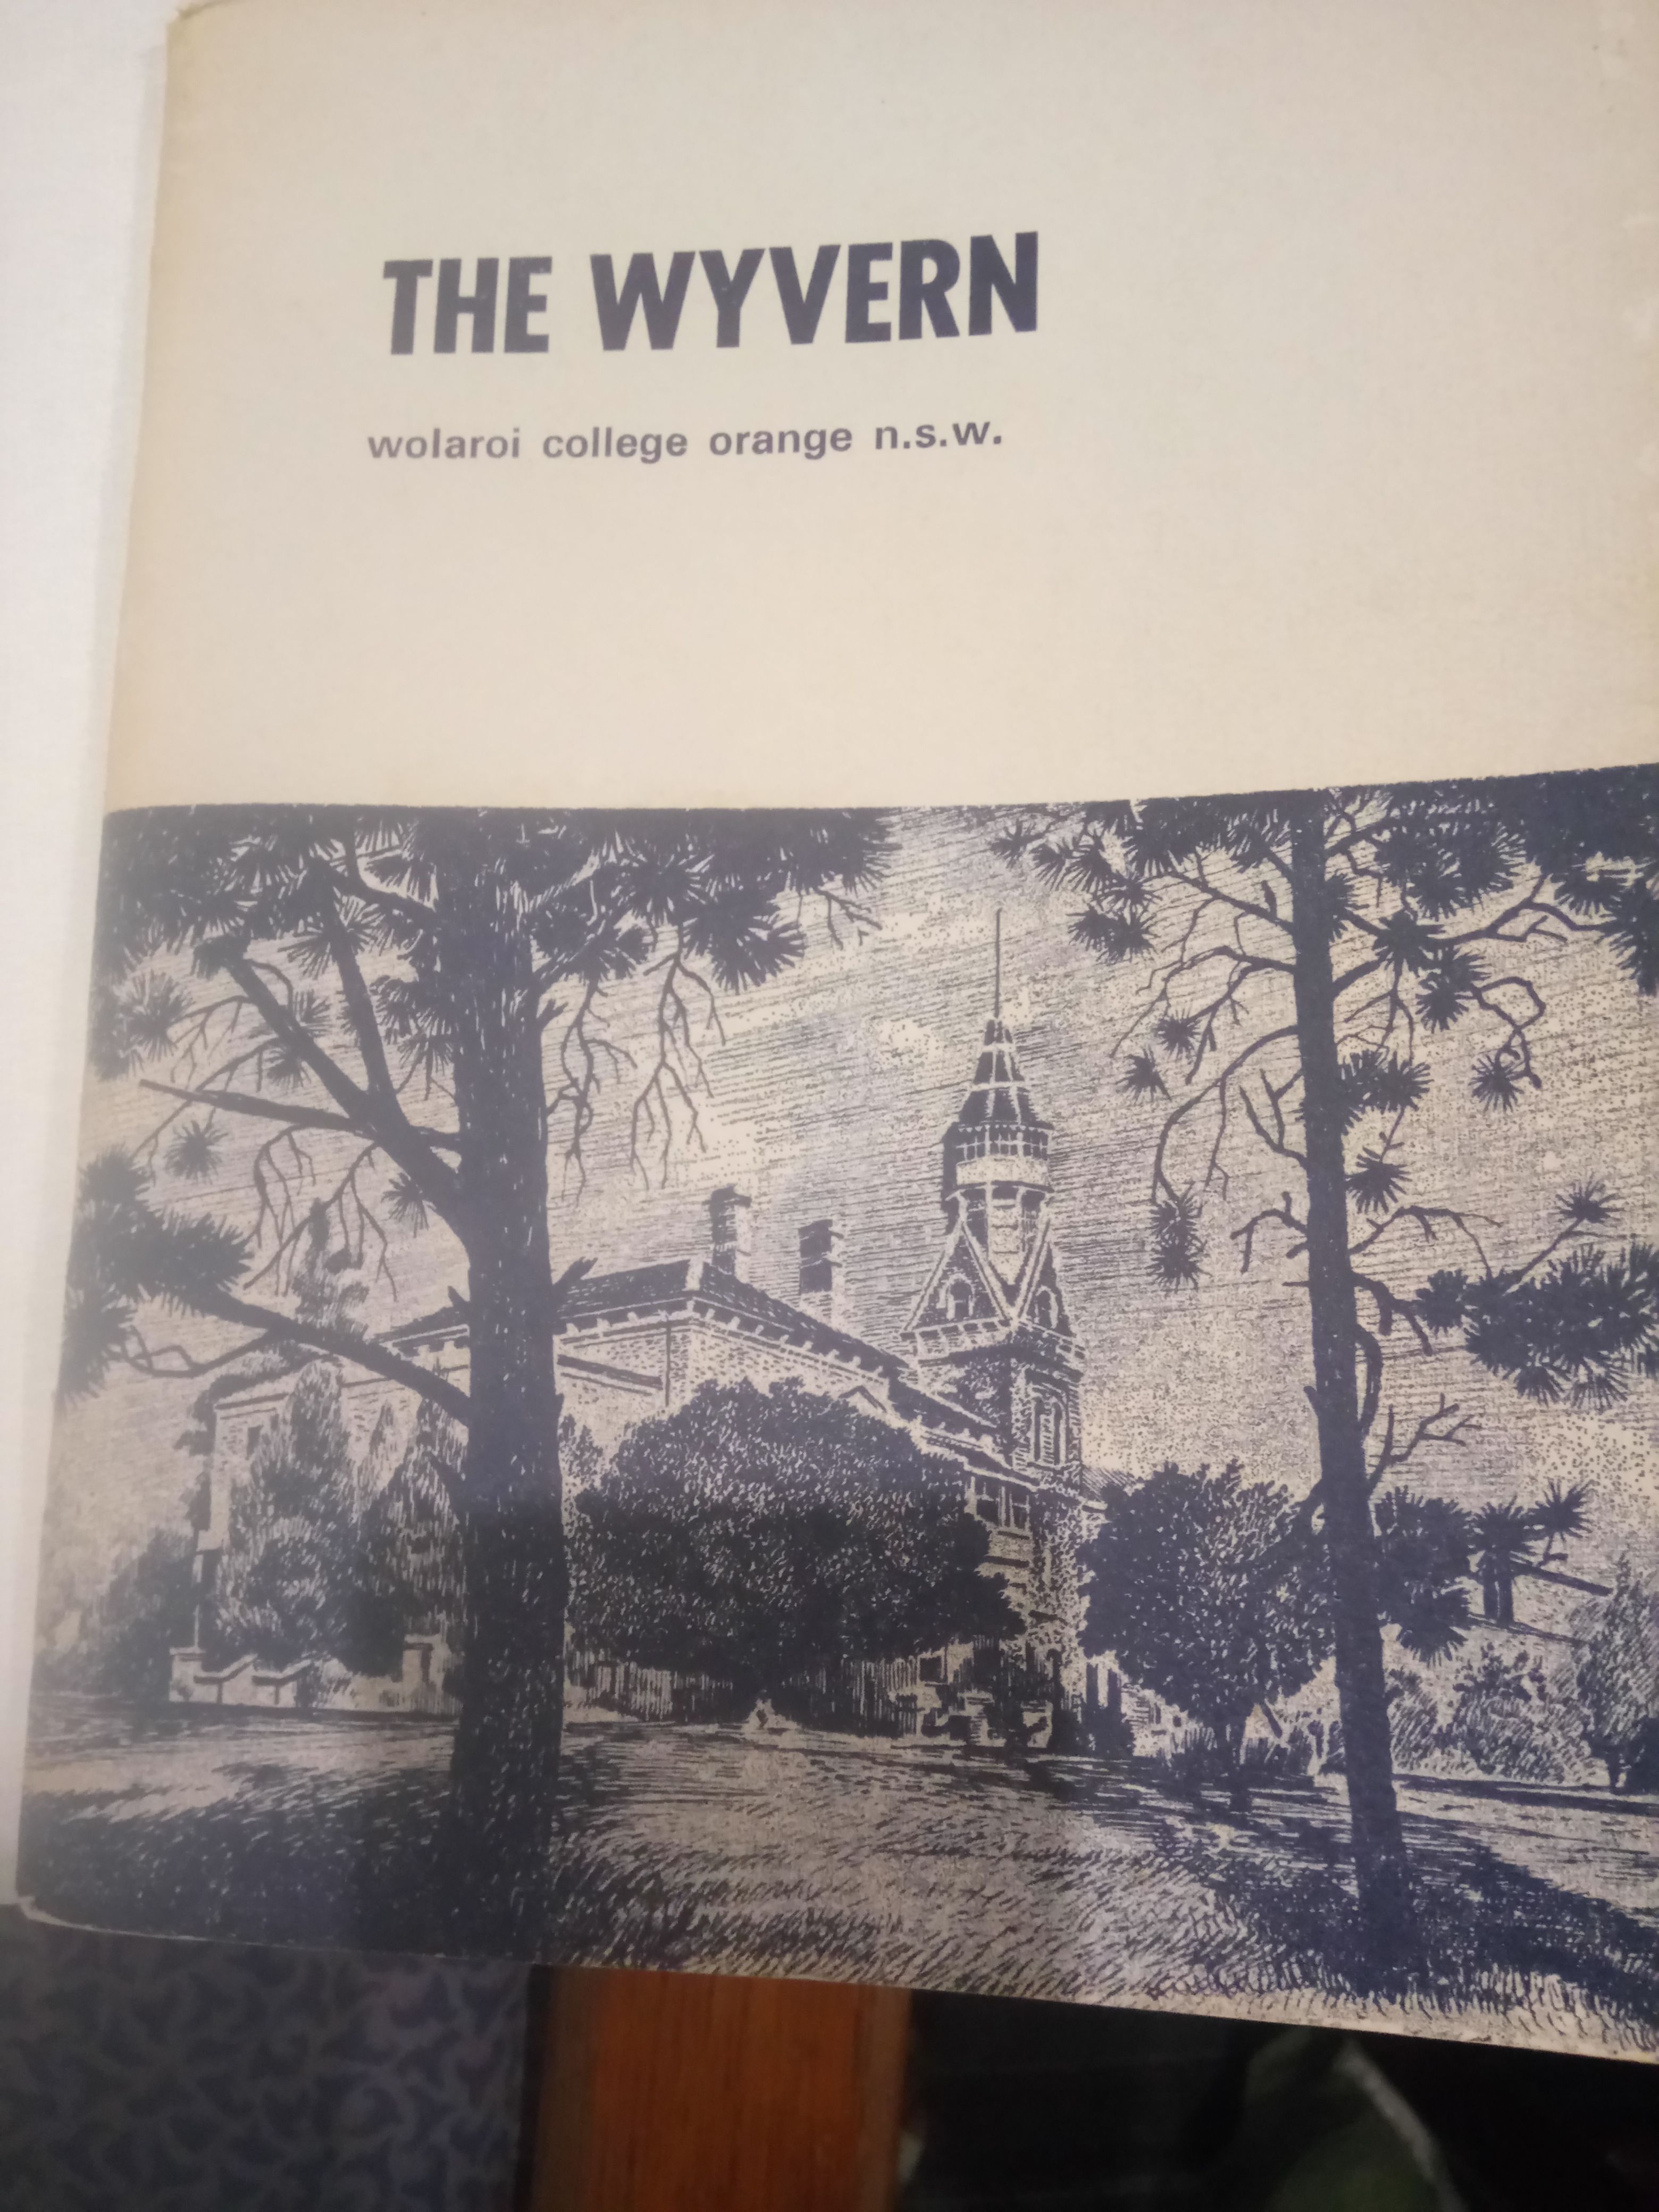 THE WYVERN
wolaroi college orange n.s.w.